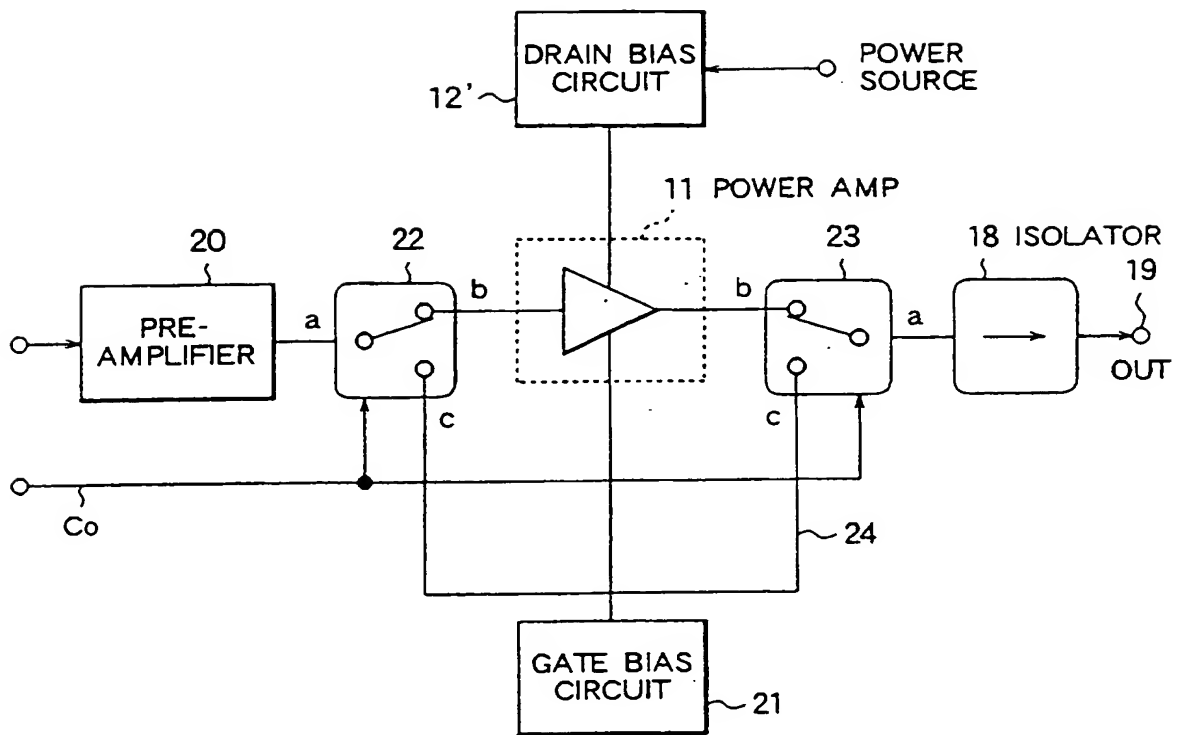 DRAIN BIAS
CIRCUIT
12'
POWER
SOURCE
11 POWER AMP
20
22
23
18 ISOLATOR
19
PRE-
AMPLIFIER
a
b
b
a
OUT
c
c
Co
24
GATE BIAS
CIRCUIT
21